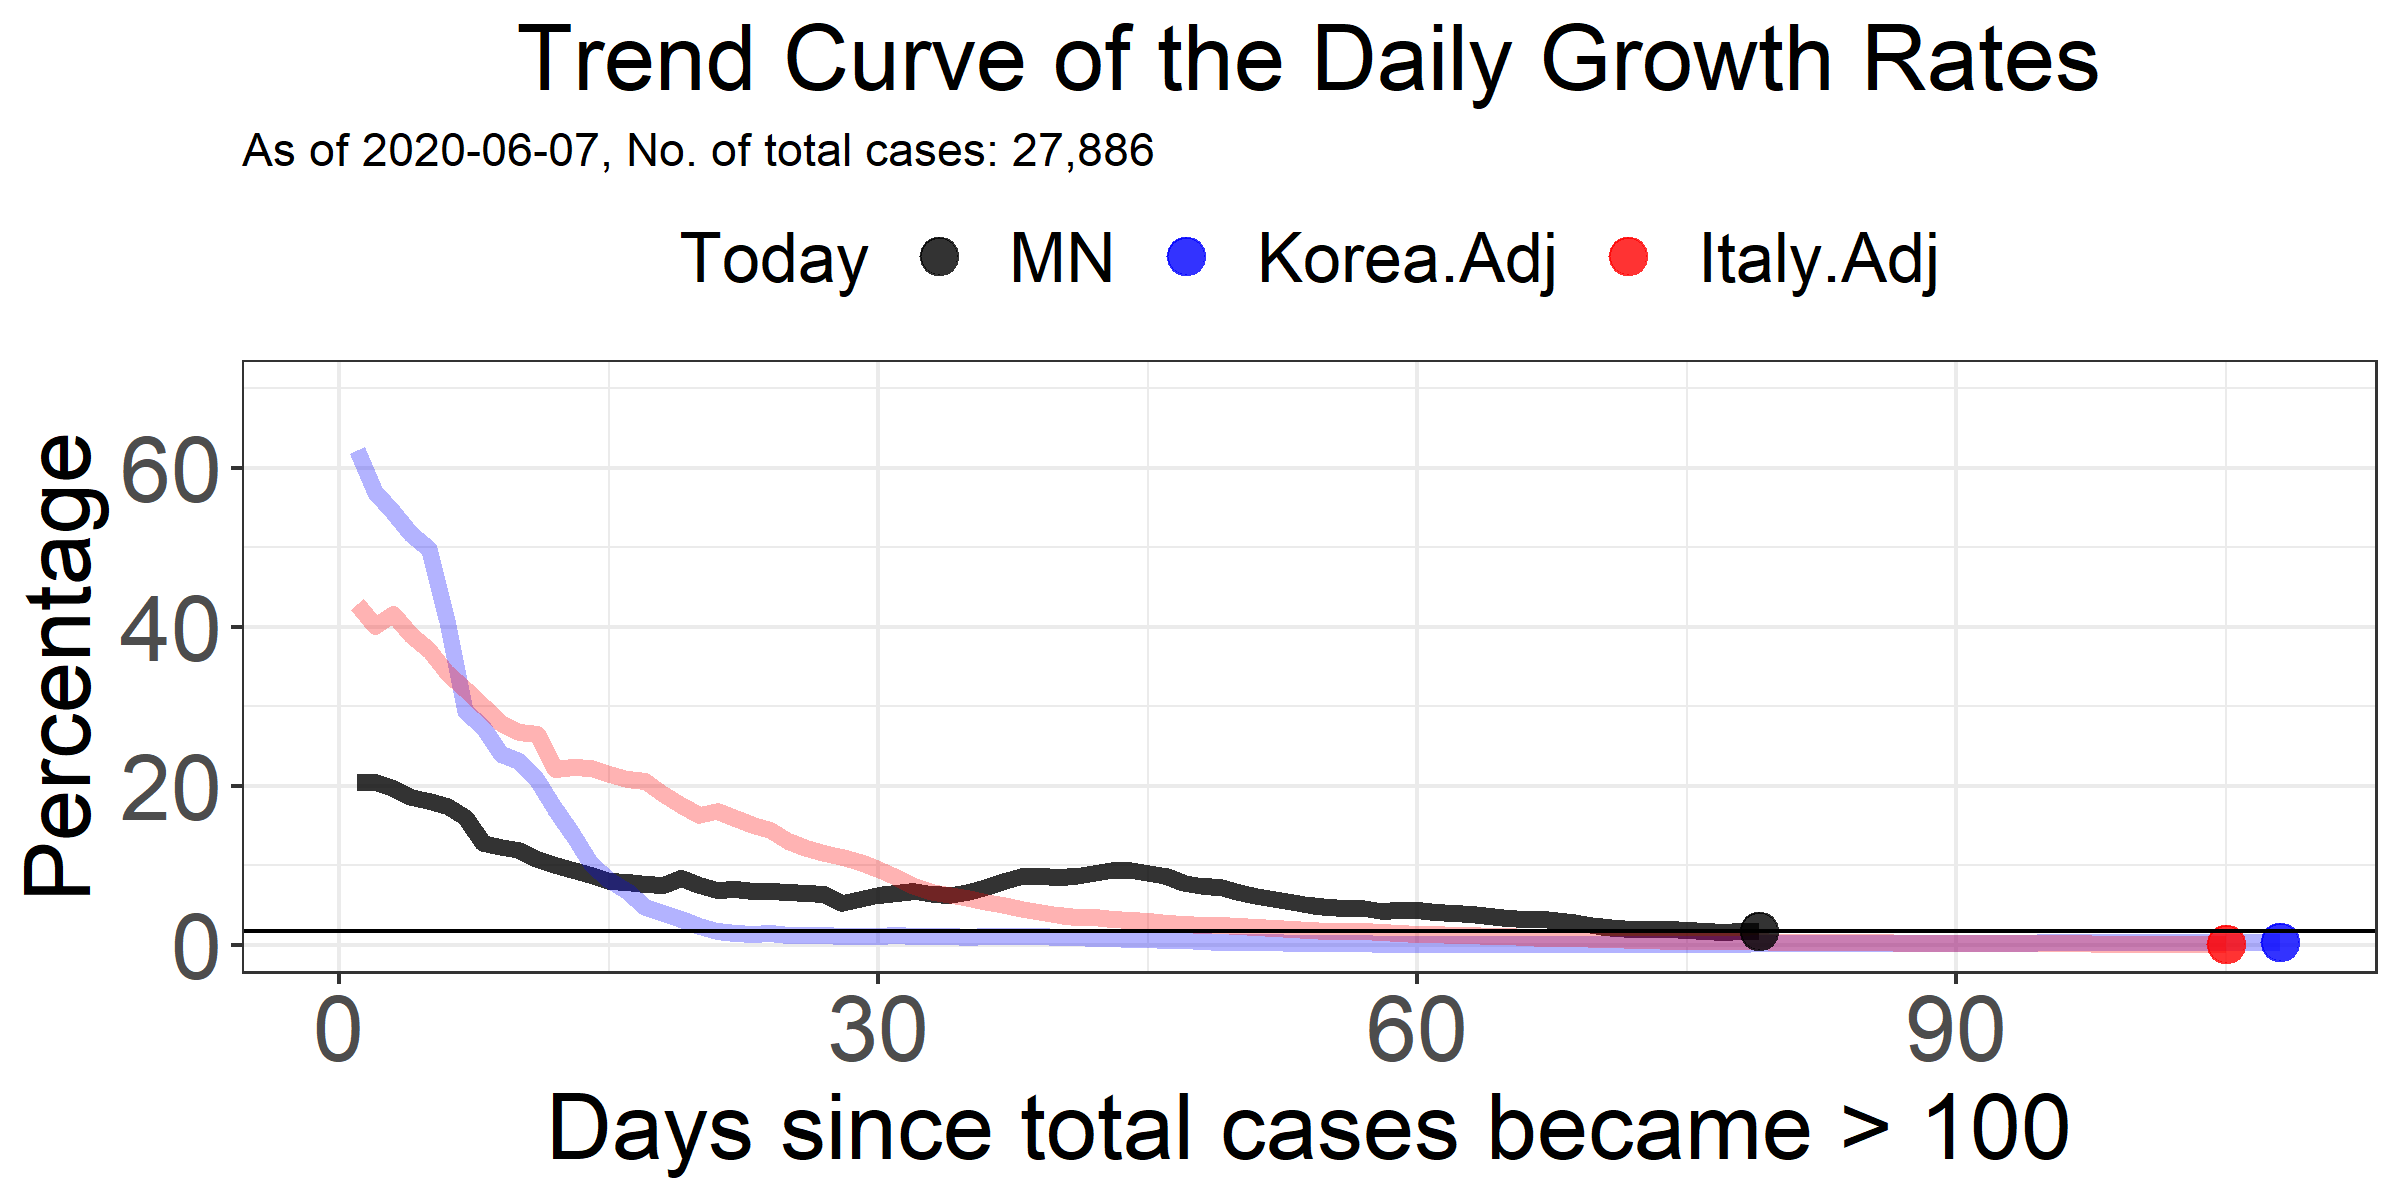 Trend Curve of the Daily Growth Rates
As of 2020-06-07, No. of total cases: 27,886
Today MN Korea.Adj Italy.Adj
Percentage
60
40
20
0
0 30 60 90
Days since total cases became > 100